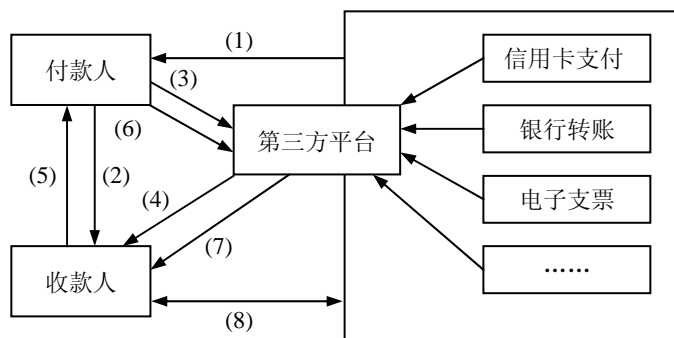 (1)
付款人
(3)
信用卡支付
(6)
第三方平台
银行转账
(5)
(2)
(4)
电子支票
(7)
收款人
……
(8)